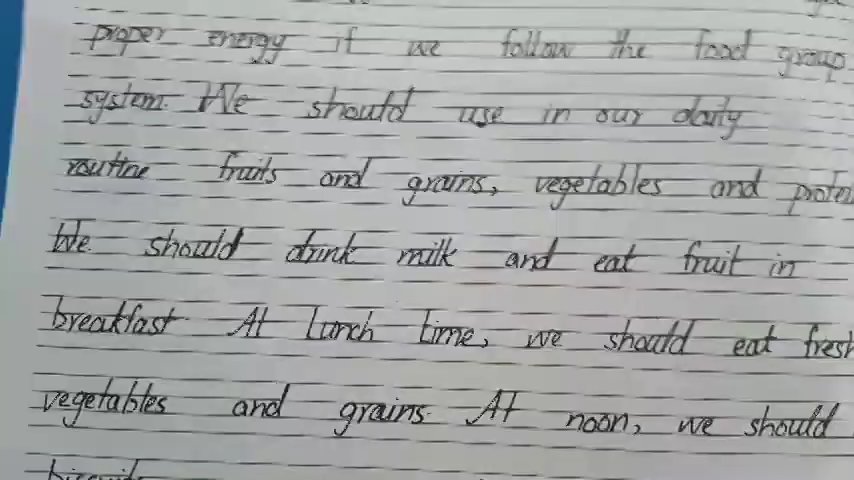 proper energy if we follow the food group
system. We should use in our daity
routine fruits and grains, vegetables and
We should drink milk and eat fruit in
breakfast. At lunch time, we should eat fresh
vegetables and grains. At noon, we should